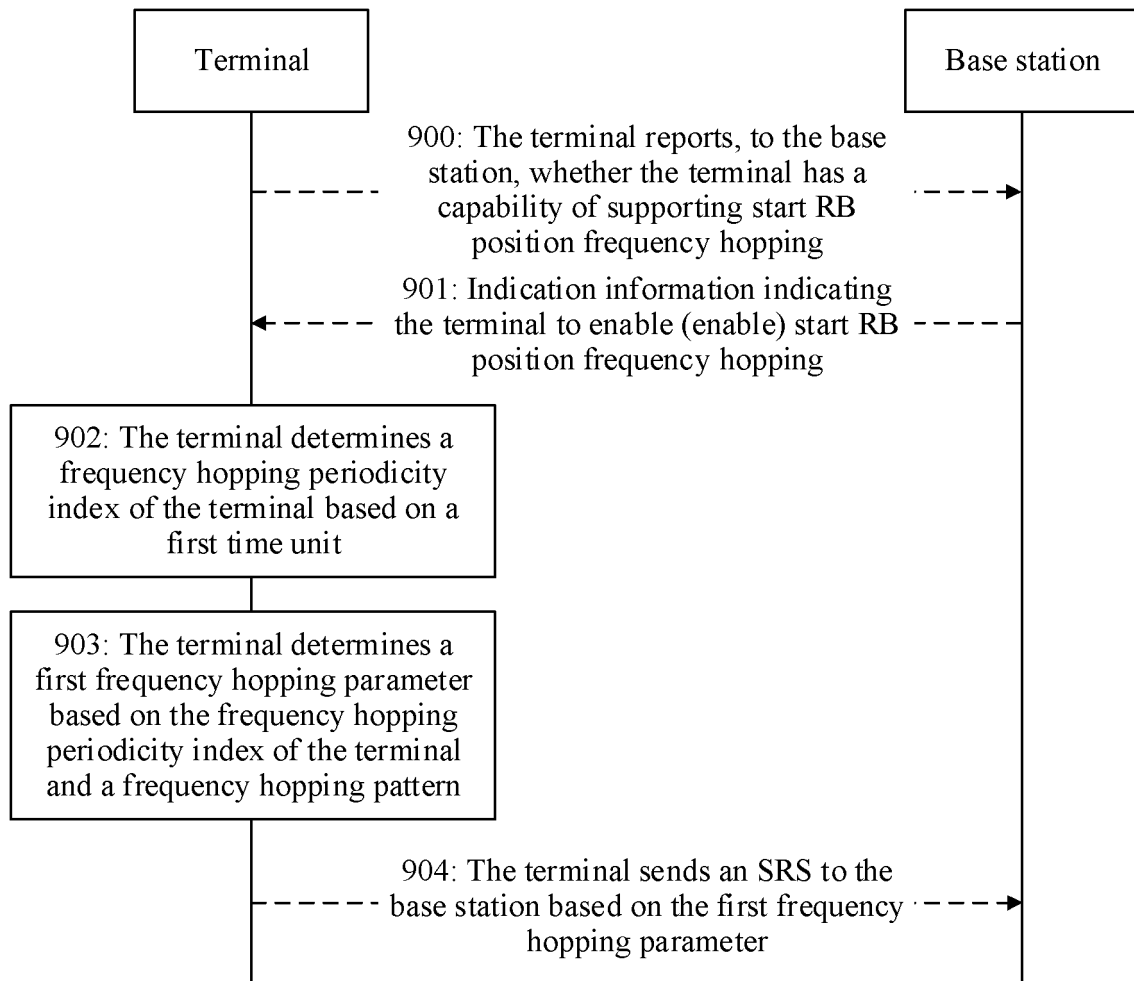 Terminal
Base station
900: The terminal reports, to the base
station, whether the terminal has a
capability of supporting start RB
position frequency hopping
901: Indication information indicating
the terminal to enable (enable) start RB
position frequency hopping
902: The terminal determines a
frequency hopping periodicity
index of the terminal based on a
first time unit
903: The terminal determines a
first frequency hopping parameter
based on the frequency hopping
periodicity index of the terminal
and a frequency hopping pattern
904: The terminal sends an SRS to the
base station based on the first frequency
hopping parameter